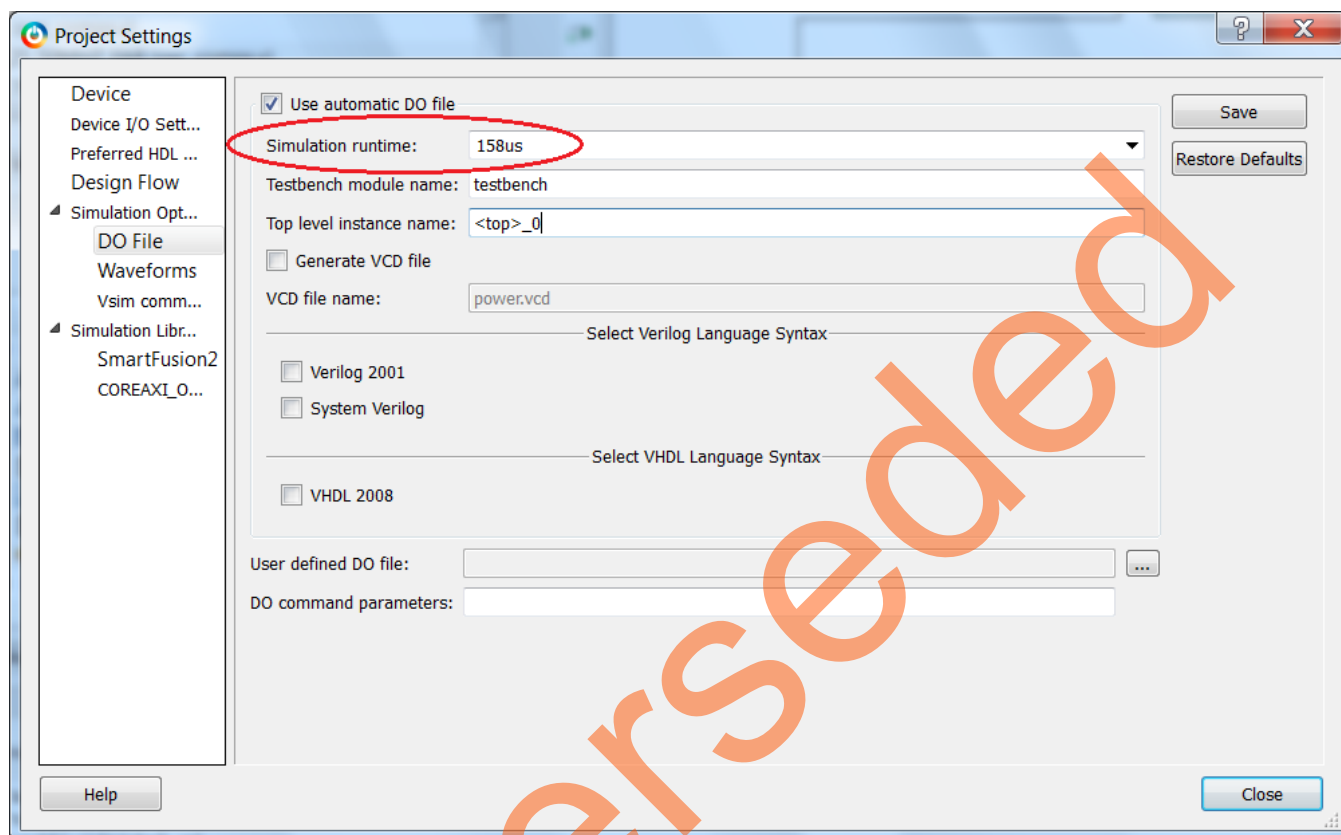 Project Settings
Device
Device I/O Sett...
Preferred HDL ...
Design Flow
Simulation Opt...
DO File
Waveforms
Vsim comm...
Simulation Libr...
SmartFusion2
COREAXI_O...
Use automatic DO file
Simulation runtime: 158us
Testbench module name: testbench
Top level instance name: <top>_0
Generate VCD file
VCD file name: power.vcd
Select Verilog Language Syntax
Verilog 2001
System Verilog
Select VHDL Language Syntax
VHDL 2008
User defined DO file: ...
DO command parameters:
Save
Restore Defaults
Help
Close
erseded